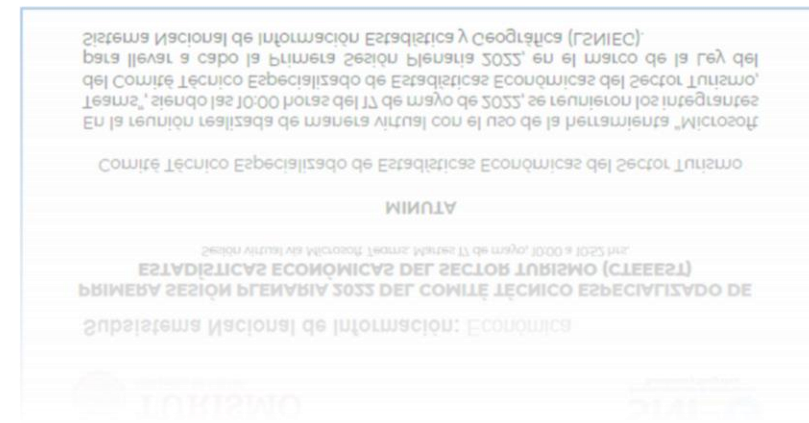 TURISMO
Subsistema Nacional de Información: Económica
PRIMERA SESIÓN PLENARIA 2022 DEL COMITÉ TÉCNICO ESPECIALIZADO DE
ESTADÍSTICAS ECONÓMICAS DEL SECTOR TURISMO (CTEEEST)
Sesión virtual vía Microsoft Teams. Martes 17 de mayo, 10:00 a 10:52 hrs.
MINUTA
Comité Técnico Especializado de Estadísticas Económicas del Sector Turismo
En la reunión realizada de manera virtual con el uso de la herramienta "Microsoft
Teams", siendo las 10:00 horas del 17 de mayo de 2022, se reunieron los integrantes
del Comité Técnico Especializado de Estadísticas Económicas del Sector Turismo,
para llevar a cabo la Primera Sesión Plenaria 2022, en el marco de la Ley del
Sistema Nacional de Información Estadística y Geográfica (LSNIEG).